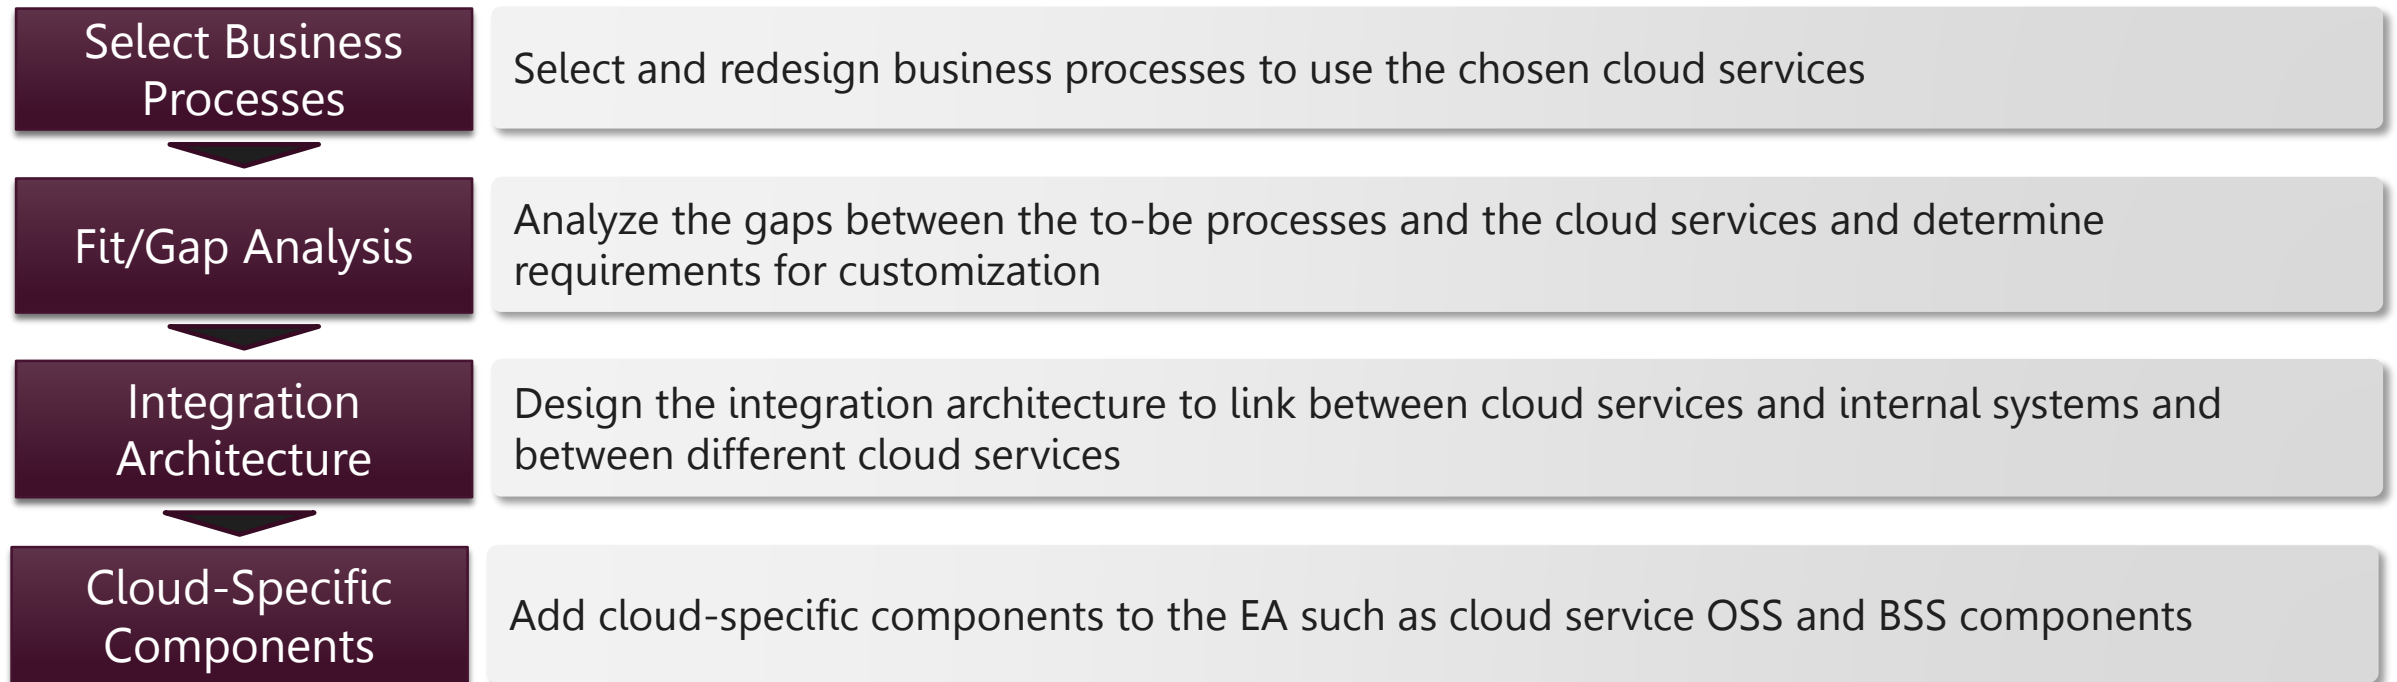 Select Business
Processes
Select and redesign business processes to use the chosen cloud services
Fit/Gap Analysis
Analyze the gaps between the to-be processes and the cloud services and determine
requirements for customization
Integration
Architecture
Design the integration architecture to link between cloud services and internal systems and
between different cloud services
Cloud-Specific
Components
Add cloud-specific components to the EA such as cloud service OSS and BSS components